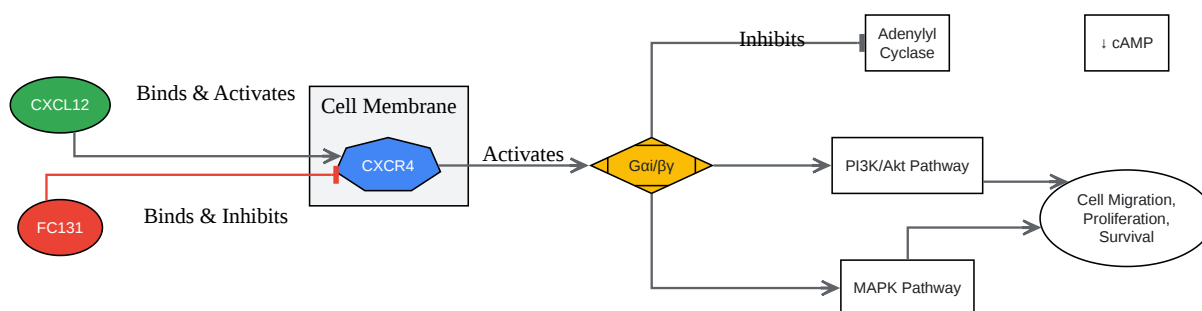 CXCL12
Binds & Activates
FC131
Binds & Inhibits
Cell Membrane
CXCR4
Activates
Gαi/βγ
Inhibits
Adenylyl
Cyclase
↓ cAMP
PI3K/Akt Pathway
MAPK Pathway
Cell Migration,
Proliferation,
Survival